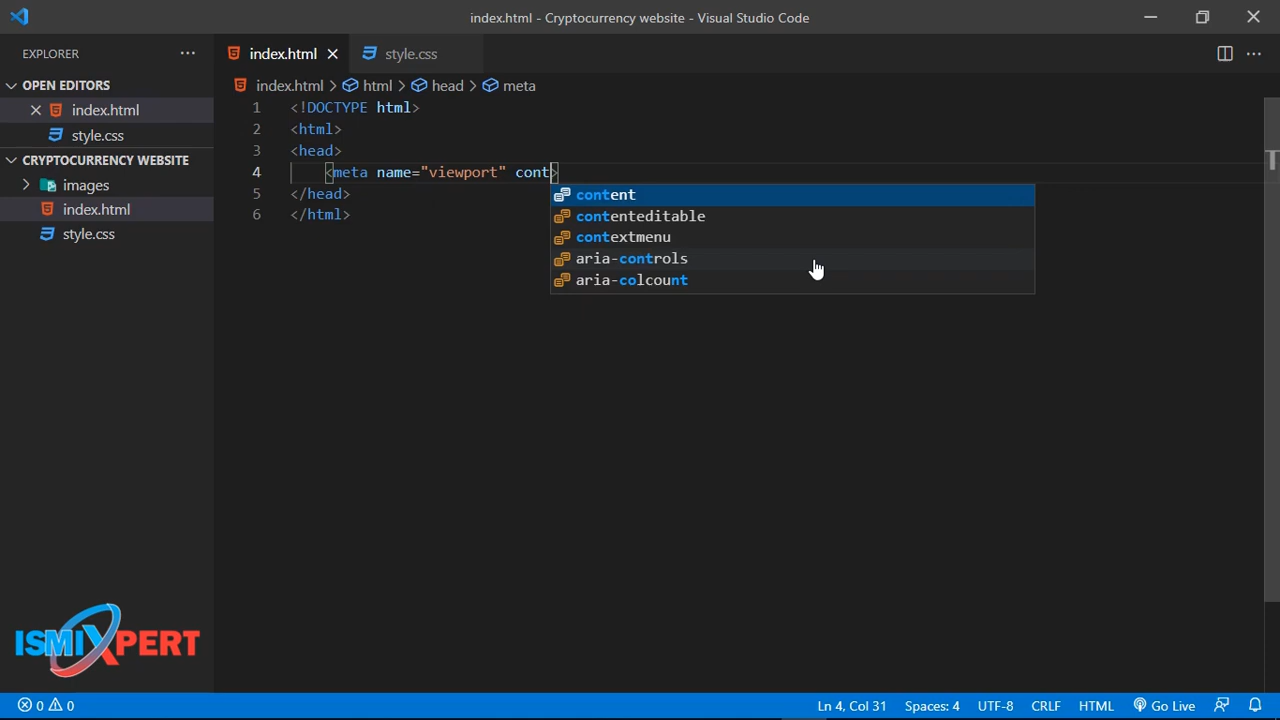 index.html - Cryptocurrency website - Visual Studio Code
EXPLORER
index.html
style.css
OPEN EDITORS
index.html
style.css
CRYPTOCURRENCY WEBSITE
images
index.html
style.css
index.html > html > head > meta
1 <!DOCTYPE html>
2 <html>
3 <head>
4 <meta name="viewport" cont>
5 </head>
6 </html>
content
contenteditable
contextmenu
aria-controls
aria-colcount
ISMIXPERT
0 0
Ln 4, Col 31 Spaces: 4 UTF-8 CRLF HTML Go Live